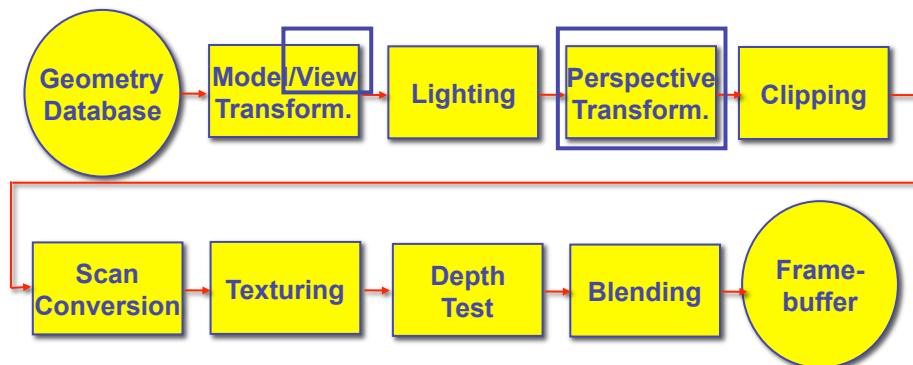 Geometry
Database
Model/View
Transform.
Lighting
Perspective
Transform.
Clipping
Scan
Conversion
Texturing
Depth
Test
Blending
Frame-
buffer